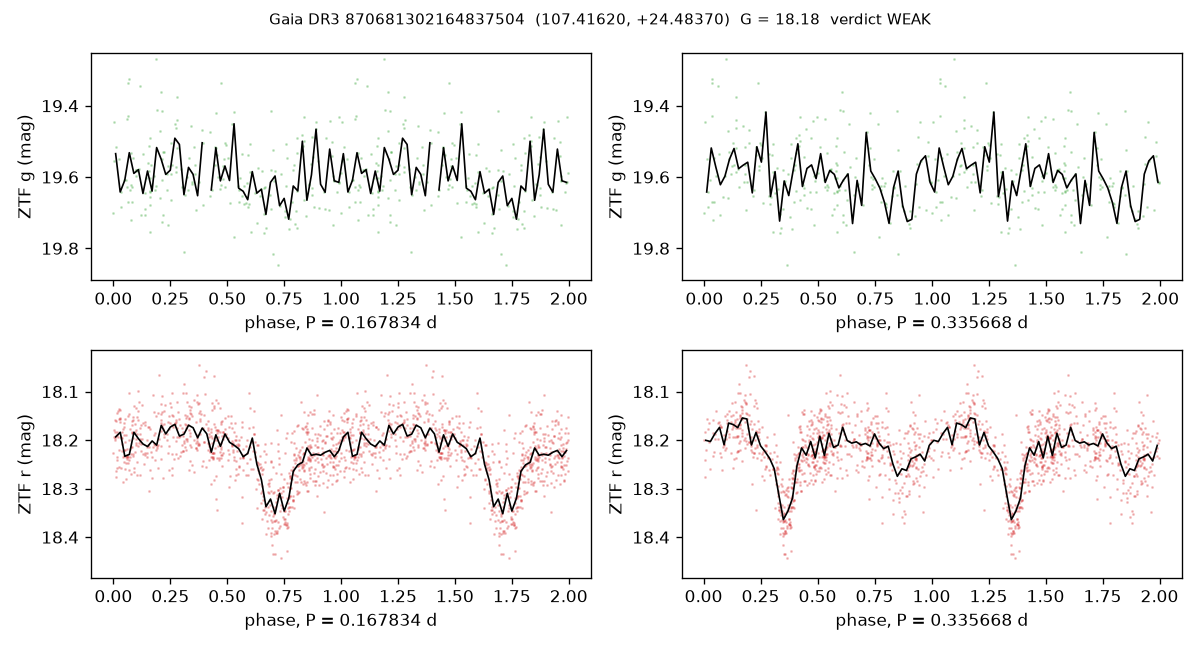 Gaia DR3 870681302164837504  (107.41620, +24.48370)  G = 18.18  verdict WEAK
ZTF g (mag)
19.4
19.6
19.8
0.00 0.25 0.50 0.75 1.00 1.25 1.50 1.75 2.00
phase, P = 0.167834 d
ZTF g (mag)
19.4
19.6
19.8
0.00 0.25 0.50 0.75 1.00 1.25 1.50 1.75 2.00
phase, P = 0.335668 d
ZTF r (mag)
18.1
18.2
18.3
18.4
0.00 0.25 0.50 0.75 1.00 1.25 1.50 1.75 2.00
phase, P = 0.167834 d
ZTF r (mag)
18.1
18.2
18.3
18.4
0.00 0.25 0.50 0.75 1.00 1.25 1.50 1.75 2.00
phase, P = 0.335668 d